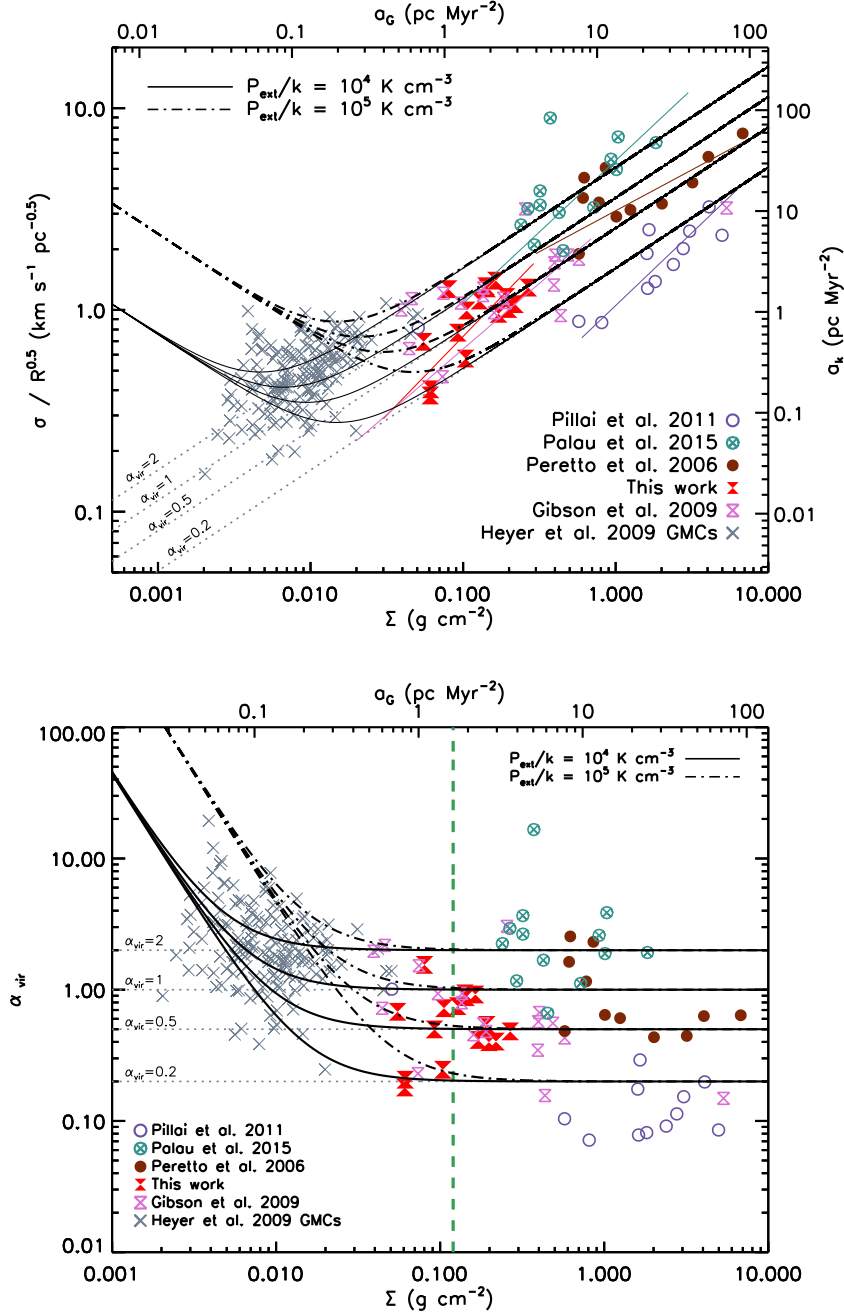 a_G (pc Myr⁻²)
0.01 0.1 1 10 100
P_ext/k = 10⁴ K cm⁻³
P_ext/k = 10⁵ K cm⁻³
10.0
1.0
0.1
σ / R^0.5 (km s⁻¹ pc^−0.5)
100
10
1
0.1
0.01
a_k (pc Myr⁻²)
α_vir=2
α_vir=1
α_vir=0.5
α_vir=0.2
Pillai et al. 2011
Palau et al. 2015
Peretto et al. 2006
This work
Gibson et al. 2009
Heyer et al. 2009 GMCs
0.001 0.010 0.100 1.000 10.000
Σ (g cm⁻²)
a_G (pc Myr⁻²)
0.1 1 10 100
P_ext/k = 10⁴ K cm⁻³
P_ext/k = 10⁵ K cm⁻³
100.00
10.00
1.00
0.10
0.01
α_vir
α_vir=2
α_vir=1
α_vir=0.5
α_vir=0.2
Pillai et al. 2011
Palau et al. 2015
Peretto et al. 2006
This work
Gibson et al. 2009
Heyer et al. 2009 GMCs
0.001 0.010 0.100 1.000 10.000
Σ (g cm⁻²)